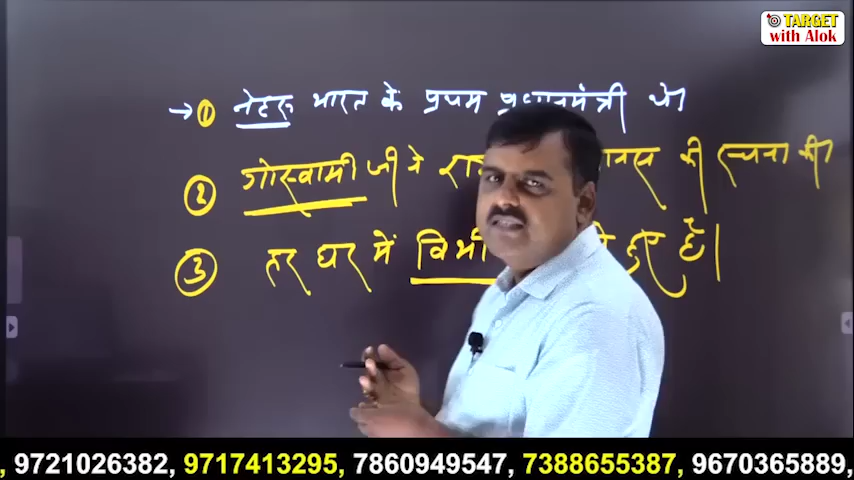 TARGET
with Alok
→ ① नेहरू भारत के प्रथम प्रधानमंत्री थे।
② गोस्वामी जी ने की रचना की।
③ हर घर में हुए हैं।
9721026382, 9717413295, 7860949547, 7388655387, 9670365889,